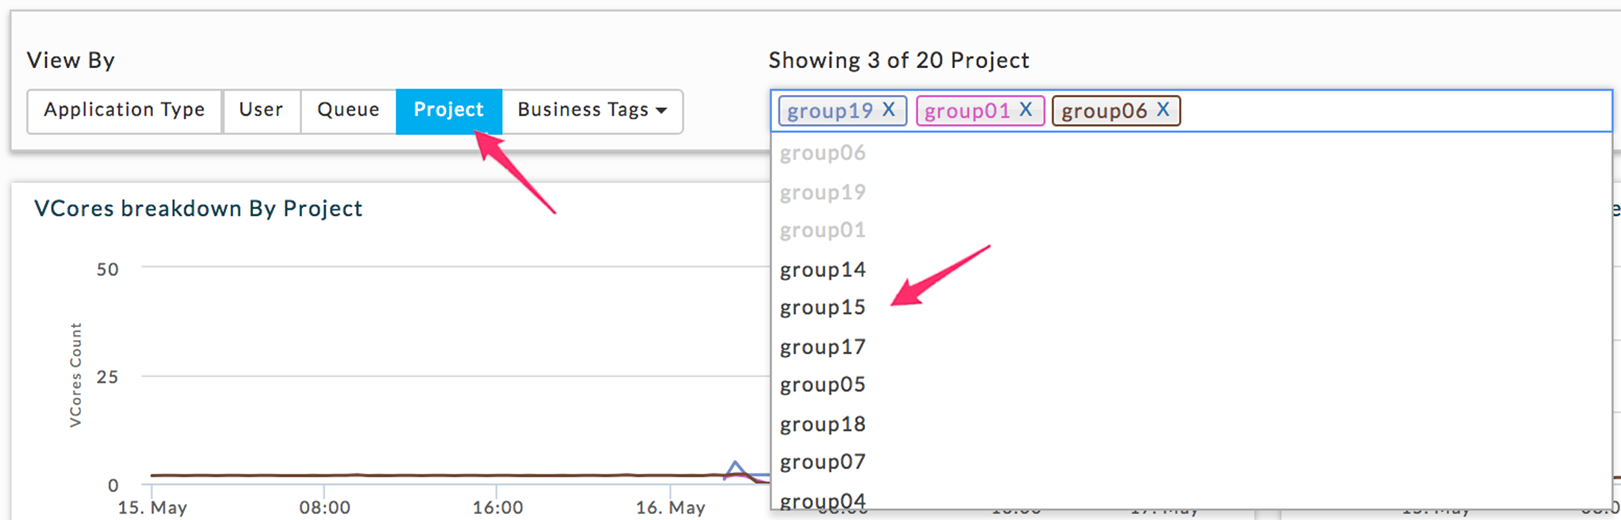 View By
Showing 3 of 20 Project
Application Type User Queue Project Business Tags
group19 X group01 X group06 X
group06
group19
group01
group14
group15
group17
group05
group18
group07
group04
VCores breakdown By Project
VCores Count
50
25
0
15. May 08:00 16:00 16. May